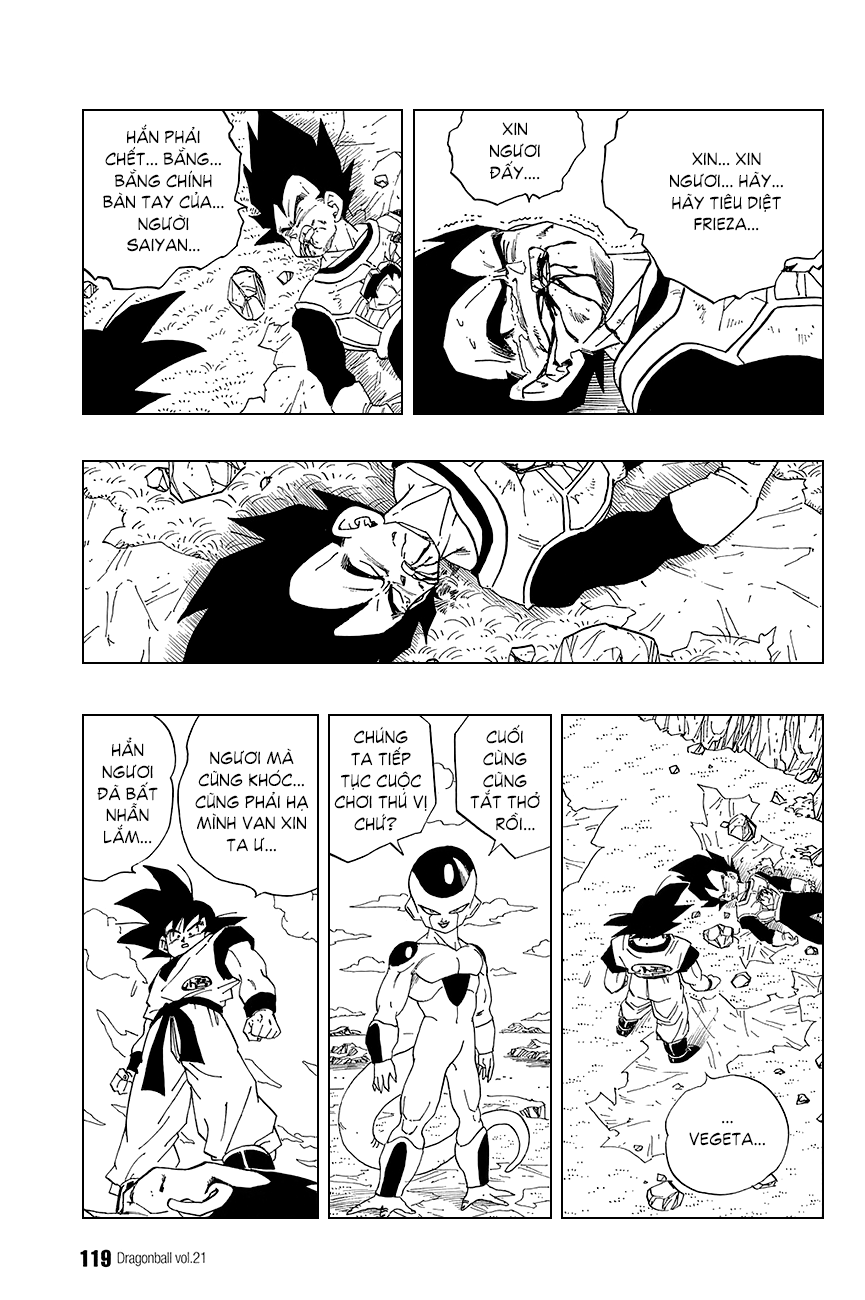 XIN... XIN
NGƯƠI... HÃY...
HÃY TIÊU DIỆT
FRIEZA...
XIN
NGƯƠI
ĐẤY....
HẮN PHẢI
CHẾT... BẰNG...
BẰNG CHÍNH
BÀN TAY CỦA...
NGƯỜI
SAIYAN...
...
VEGETA...
CUỐI
CÙNG
CŨNG
TẮT THỞ
RỒI...
CHÚNG
TA TIẾP
TỤC CUỘC
CHƠI THÚ VỊ
CHỨ?
NGƯƠI MÀ
CŨNG KHÓC...
CŨNG PHẢI HẠ
MÌNH VAN XIN
TA Ư...
HẲN
NGƯƠI
ĐÃ BẤT
NHẪN
LẮM...
119 Dragonball vol.21